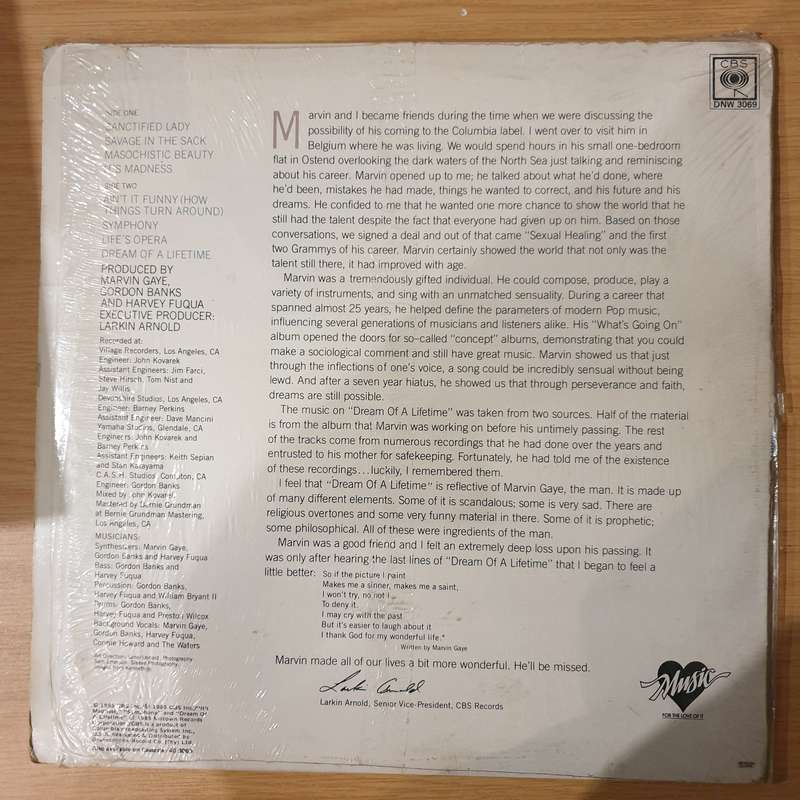 CBS
DNW 3069
SIDE ONE
SANCTIFIED LADY
SAVAGE IN THE SACK
MASOCHISTIC BEAUTY
IT'S MADNESS
SIDE TWO
AIN'T IT FUNNY (HOW
THINGS TURN AROUND)
SYMPHONY
LIFE'S OPERA
DREAM OF A LIFETIME
PRODUCED BY
MARVIN GAYE,
GORDON BANKS
AND HARVEY FUQUA
EXECUTIVE PRODUCER:
LARKIN ARNOLD
Recorded at:
Village Recorders, Los Angeles, CA
Engineer: John Kovarek
Assistant Engineers: Jim Farci,
Steve Hirsch, Tom Nist and
Jay Willis
Devonshire Studios, Los Angeles, CA
Engineer: Barney Perkins
Assistant Engineer: Dave Mancini
Yamaha Studios, Glendale, CA
Engineers: John Kovarek and
Barney Perkins
Assistant Engineers: Keith Sepian
and Stan Katayama
C.A.S.H. Studios, Compton, CA
Engineer: Gordon Banks
Mixed by John Kovarek
Mastered by Bernie Grundman
at Bernie Grundman Mastering,
Los Angeles, CA
MUSICIANS:
Synthesizers: Marvin Gaye,
Gordon Banks and Harvey Fuqua
Bass: Gordon Banks and
Harvey Fuqua
Percussion: Gordon Banks,
Harvey Fuqua and William Bryant II
Drums: Gordon Banks,
Harvey Fuqua and Preston Wilcox
Background Vocals: Marvin Gaye,
Gordon Banks, Harvey Fuqua,
Connie Howard and The Waters
Marvin and I became friends during the time when we were discussing the
possibility of his coming to the Columbia label. I went over to visit him in
Belgium where he was living. We would spend hours in his small one-bedroom
flat in Ostend overlooking the dark waters of the North Sea just talking and reminiscing
about his career. Marvin opened up to me; he talked about what he'd done, where
he'd been, mistakes he had made, things he wanted to correct, and his future and his
dreams. He confided to me that he wanted one more chance to show the world that he
still had the talent despite the fact that everyone had given up on him. Based on those
conversations, we signed a deal and out of that came "Sexual Healing" and the first
two Grammys of his career. Marvin certainly showed the world that not only was the
talent still there, it had improved with age.
Marvin was a tremendously gifted individual. He could compose, produce, play a
variety of instruments, and sing with an unmatched sensuality. During a career that
spanned almost 25 years, he helped define the parameters of modern Pop music,
influencing several generations of musicians and listeners alike. His "What's Going On"
album opened the doors for so-called "concept" albums, demonstrating that you could
make a sociological comment and still have great music. Marvin showed us that just
through the inflections of one's voice, a song could be incredibly sensual without being
lewd. And after a seven year hiatus, he showed us that through perseverance and faith,
dreams are still possible.
The music on "Dream Of A Lifetime" was taken from two sources. Half of the material
is from the album that Marvin was working on before his untimely passing. The rest
of the tracks come from numerous recordings that he had done over the years and
entrusted to his mother for safekeeping. Fortunately, he had told me of the existence
of these recordings...luckily, I remembered them.
I feel that "Dream Of A Lifetime" is reflective of Marvin Gaye, the man. It is made up
of many different elements. Some of it is scandalous; some is very sad. There are
religious overtones and some very funny material in there. Some of it is prophetic;
some philosophical. All of these were ingredients of the man.
Marvin was a good friend and I felt an extremely deep loss upon his passing. It
was only after hearing the last lines of "Dream Of A Lifetime" that I began to feel a
little better: So if the picture I paint
Makes me a sinner, makes me a saint,
I won't try, no not I
To deny it.
I may cry with the past
But it's easier to laugh about it
I thank God for my wonderful life.*
Written by Marvin Gaye
Marvin made all of our lives a bit more wonderful. He'll be missed.
Larkin Arnold
Larkin Arnold, Senior Vice-President, CBS Records
Music
FOR THE LOVE OF IT